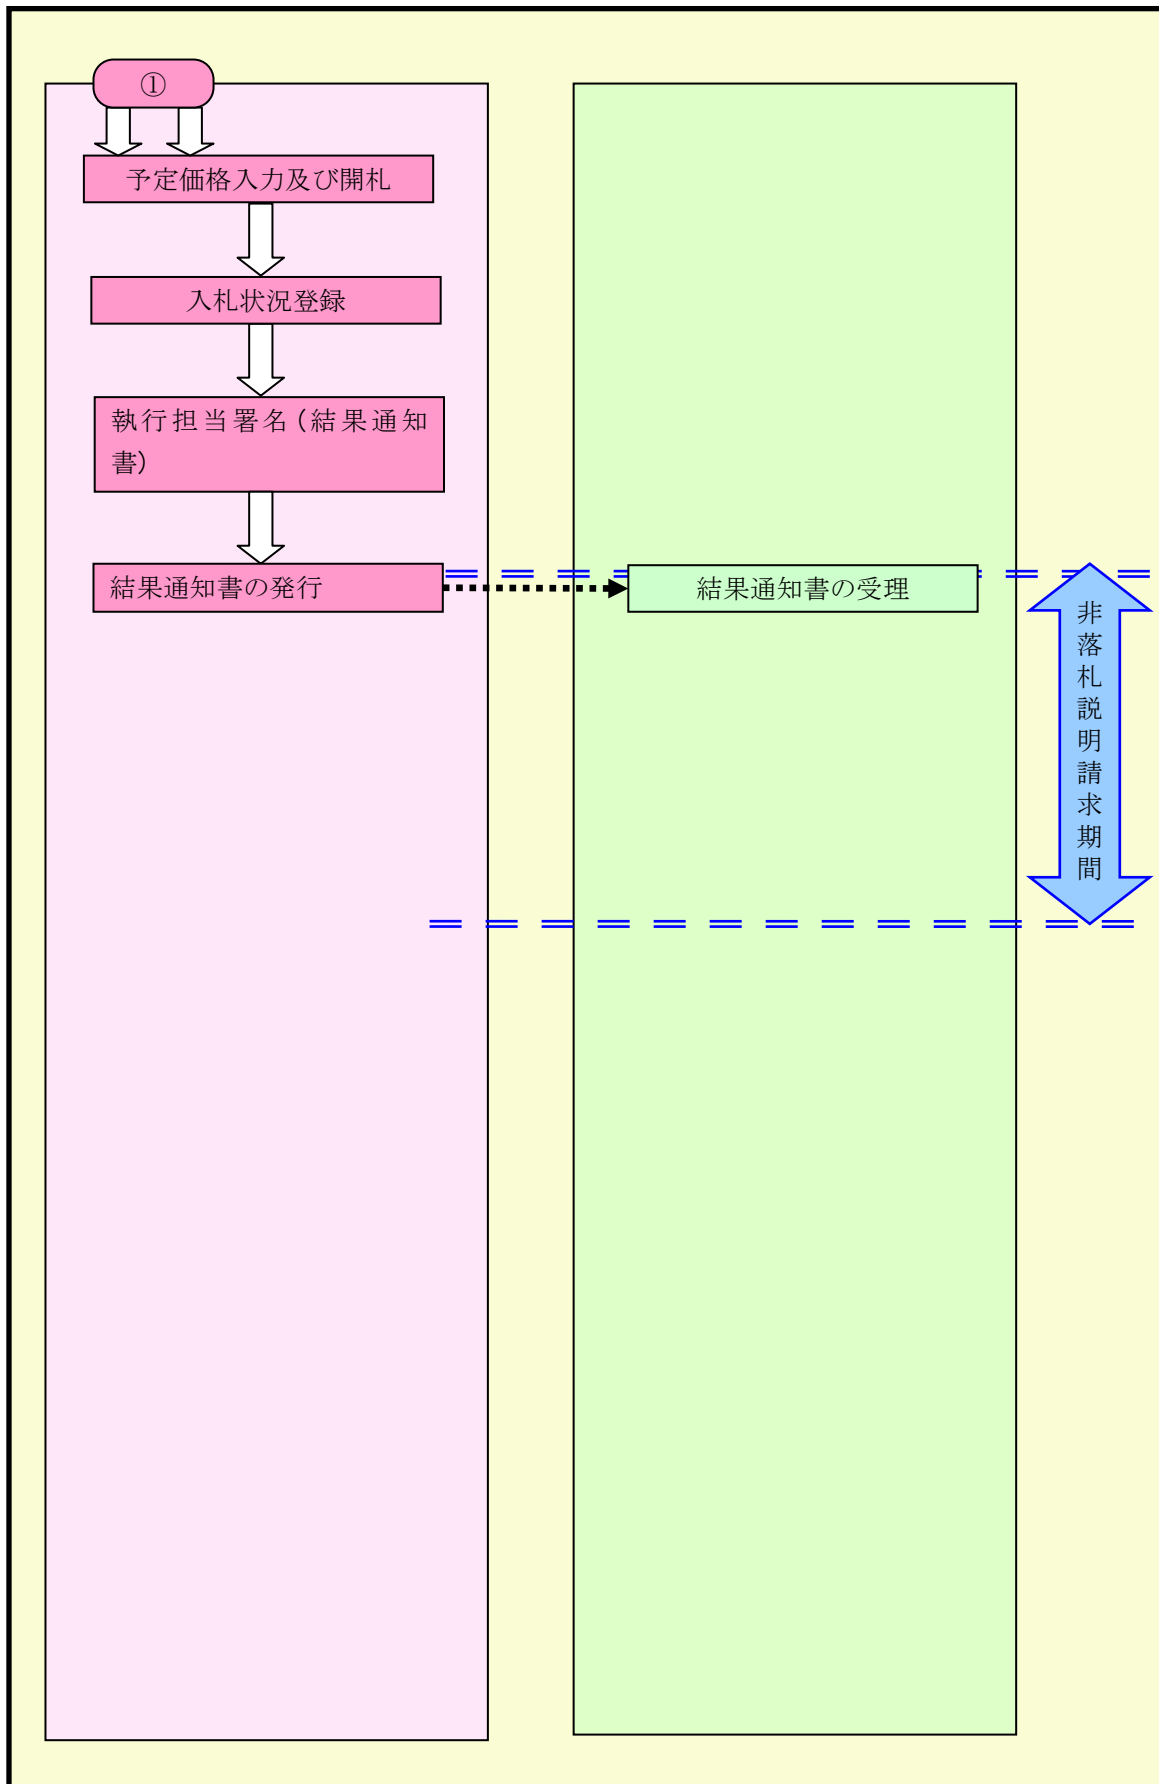 ①
予定価格入力及び開札
入札状況登録
執行担当署名(結果通知
書)
結果通知書の発行
結果通知書の受理
非落札説明請求期間